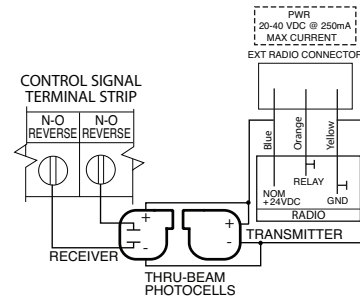 PWR
20-40 VDC @ 250mA
MAX CURRENT
EXT RADIO CONNECTOR
CONTROL SIGNAL
TERMINAL STRIP
N-O
REVERSE
N-O
REVERSE
Blue
Orange
Yellow
RELAY
NOM
+24VDC
GND
RADIO
+
-
+
-
TRANSMITTER
RECEIVER
THRU-BEAM
PHOTOCELLS